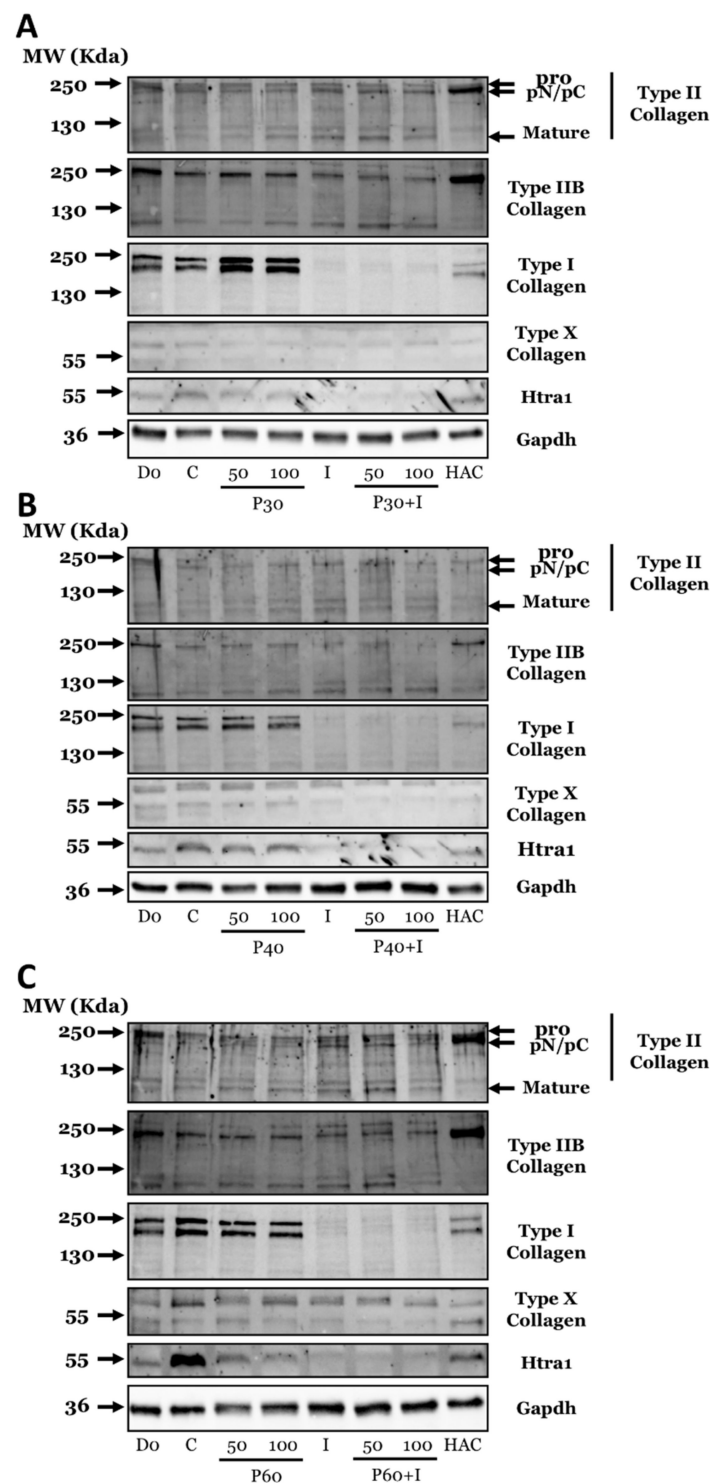 A
MW (Kda)
250
130
pro
pN/pC
Mature
Type II
Collagen
250
130
Type IIB
Collagen
250
130
Type I
Collagen
55
Type X
Collagen
55
Htra1
36
Gapdh
D0 C 50 100 I 50 100 HAC
P30 P30+I
B
MW (Kda)
250
130
pro
pN/pC
Mature
Type II
Collagen
250
130
Type IIB
Collagen
250
130
Type I
Collagen
55
Type X
Collagen
55
Htra1
36
Gapdh
D0 C 50 100 I 50 100 HAC
P40 P40+I
C
MW (Kda)
250
130
pro
pN/pC
Mature
Type II
Collagen
250
130
Type IIB
Collagen
250
130
Type I
Collagen
55
Type X
Collagen
55
Htra1
36
Gapdh
D0 C 50 100 I 50 100 HAC
P60 P60+I